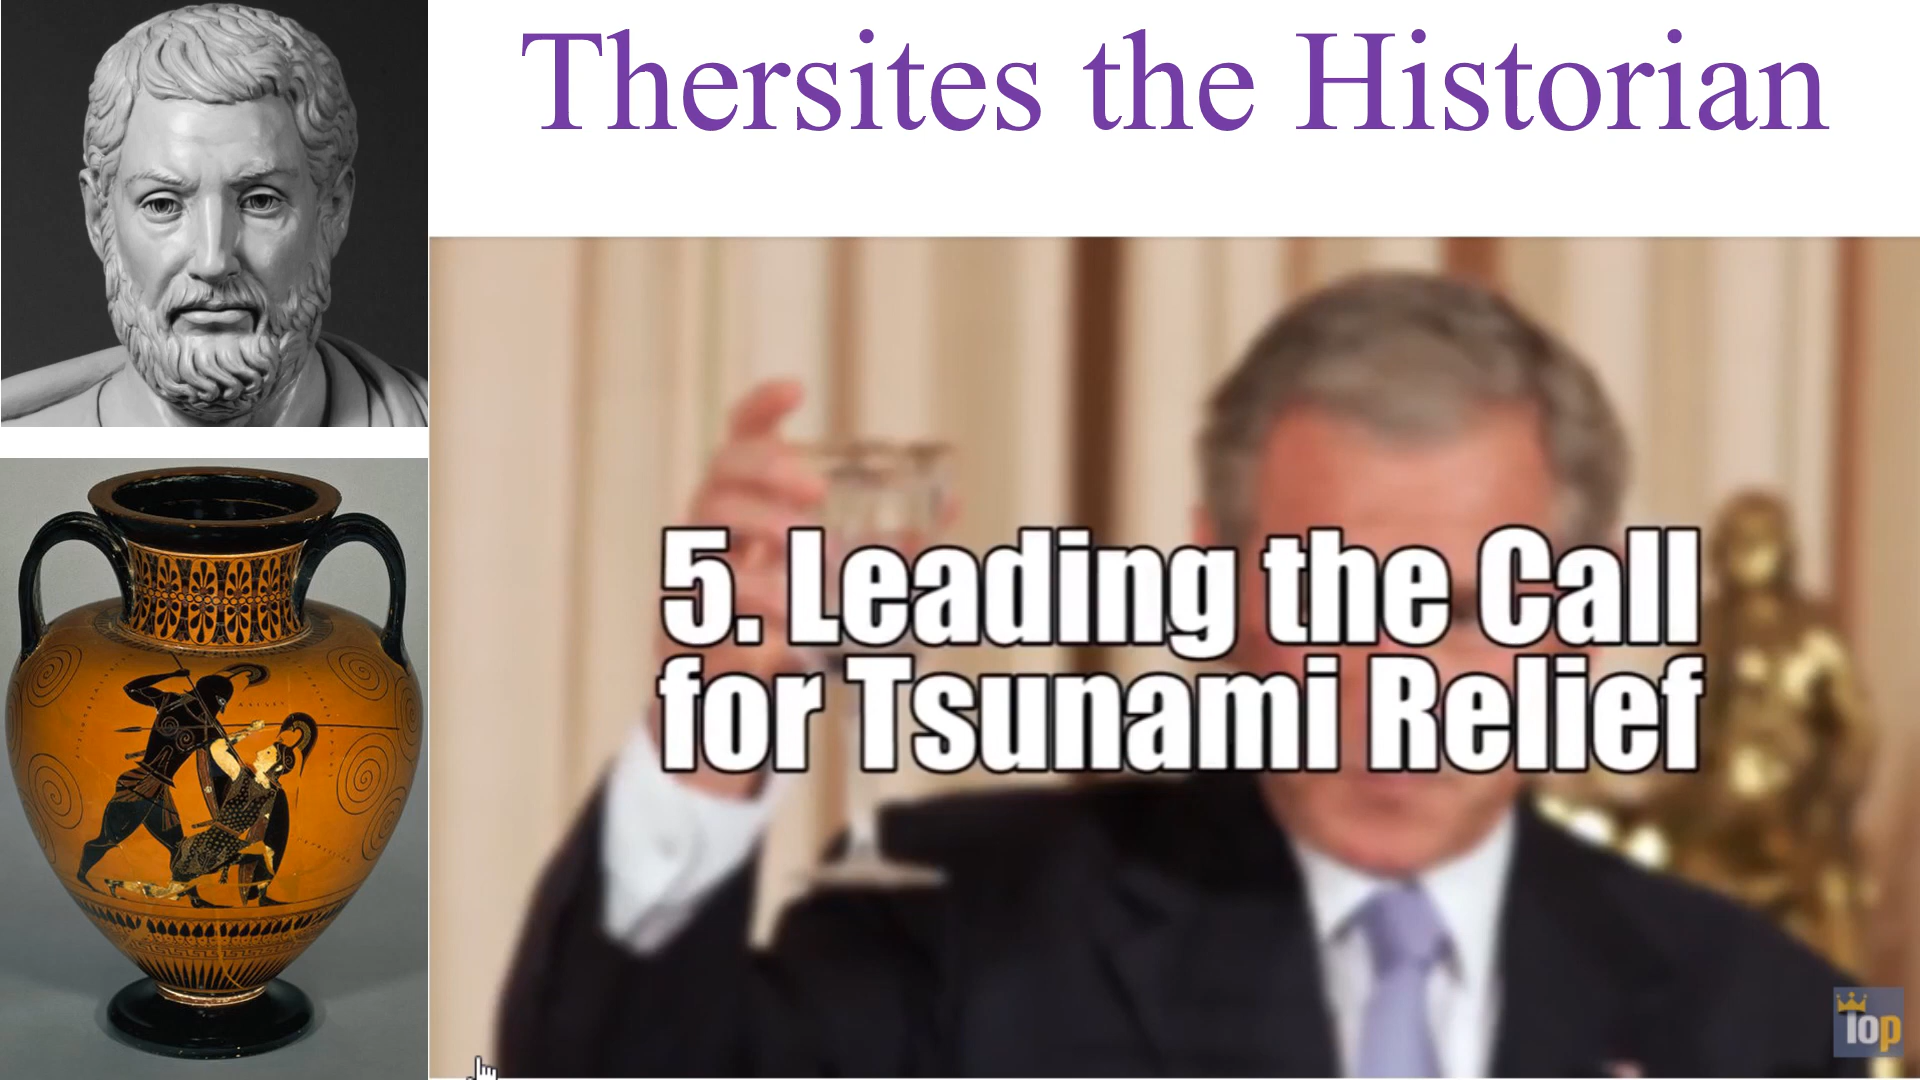 Thersites the Historian
5. Leading the Call
for Tsunami Relief
Top